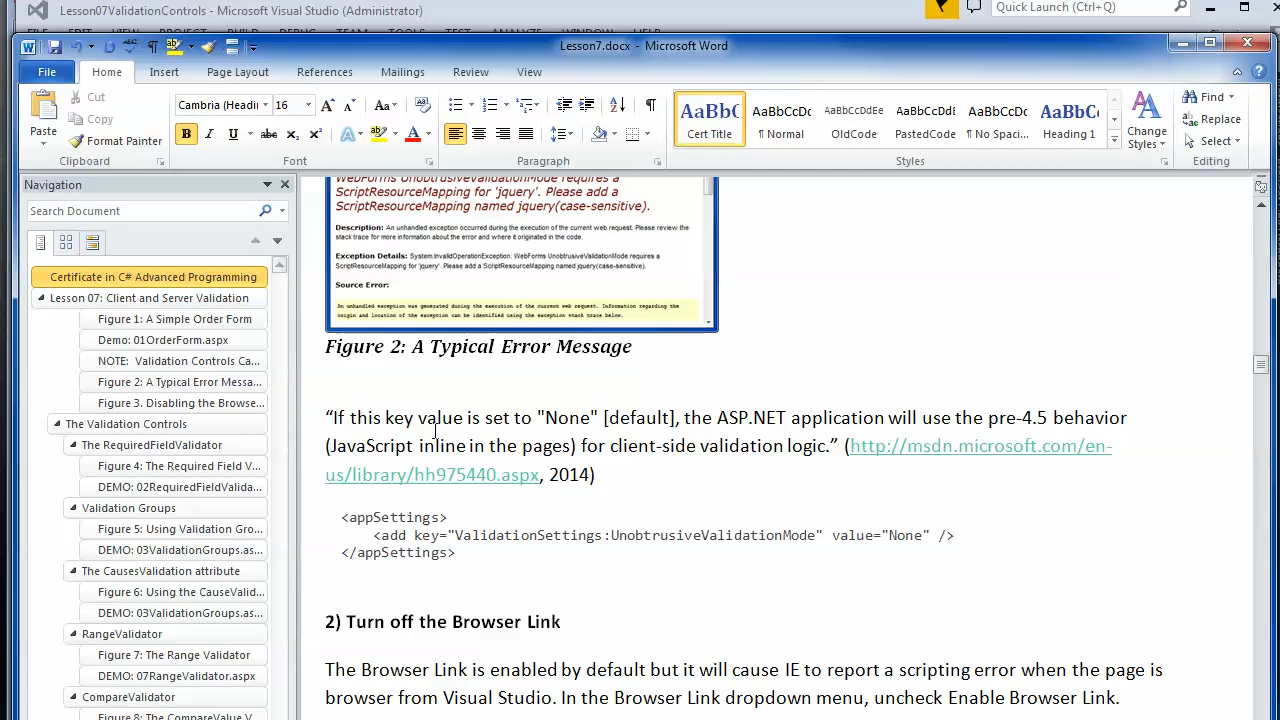 Lesson07ValidationControls - Microsoft Visual Studio (Administrator)
Quick Launch (Ctrl+Q)
Lesson7.docx - Microsoft Word
File
Home
Insert
Page Layout
References
Mailings
Review
View
Paste
Cut
Copy
Format Painter
Clipboard
Cambria (Headi
16
Font
Paragraph
AaBbC
Cert Title
AaBbCcDc
¶ Normal
AaBbCcDdEe
OldCode
AaBbCcDdEt
PastedCode
AaBbCcDc
¶ No Spaci...
AaBbC
Heading 1
Change
Styles
Styles
Find
Replace
Select
Editing
Navigation
Search Document
Certificate in C# Advanced Programming
Lesson 07: Client and Server Validation
Figure 1: A Simple Order Form
Demo: 01OrderForm.aspx
NOTE: Validation Controls Ca...
Figure 2: A Typical Error Messa...
Figure 3. Disabling the Browse...
The Validation Controls
The RequiredFieldValidator
Figure 4: The Required Field V...
DEMO: 02RequiredFieldValida...
Validation Groups
Figure 5: Using Validation Gro...
DEMO: 03ValidationGroups.as...
The CausesValidation attribute
Figure 6: Using the CauseValid...
DEMO: 03ValidationGroups.as...
RangeValidator
Figure 7: The Range Validator
DEMO: 07RangeValidator.aspx
CompareValidator
Figure 8: The CompareValue V...
WebForms UnobtrusiveValidationMode requires a
ScriptResourceMapping for 'jquery'. Please add a
ScriptResourceMapping named jquery(case-sensitive).
Description: An unhandled exception occurred during the execution of the current web request. Please review the
stack trace for more information about the error and where it originated in the code.
Exception Details: System.InvalidOperationException: WebForms UnobtrusiveValidationMode requires a
ScriptResourceMapping for 'jquery'. Please add a ScriptResourceMapping named jquery(case-sensitive).
Source Error:
An unhandled exception was generated during the execution of the current web request. Information regarding the
origin and location of the exception can be identified using the exception stack trace below.
Figure 2: A Typical Error Message
“If this key value is set to "None" [default], the ASP.NET application will use the pre-4.5 behavior
(JavaScript inline in the pages) for client-side validation logic.” (http://msdn.microsoft.com/en-
us/library/hh975440.aspx, 2014)
<appSettings>
<add key="ValidationSettings:UnobtrusiveValidationMode" value="None" />
</appSettings>
2) Turn off the Browser Link
The Browser Link is enabled by default but it will cause IE to report a scripting error when the page is
browser from Visual Studio. In the Browser Link dropdown menu, uncheck Enable Browser Link.